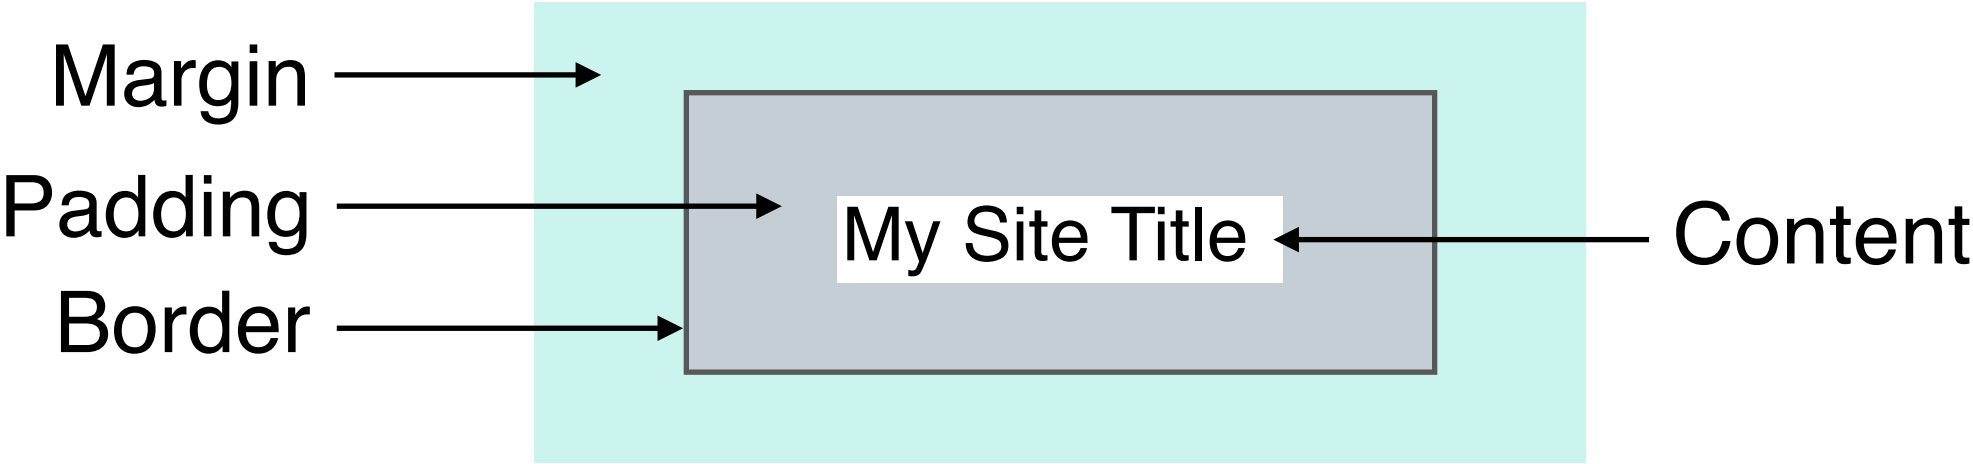 Margin
Padding
Border
My Site Title
Content